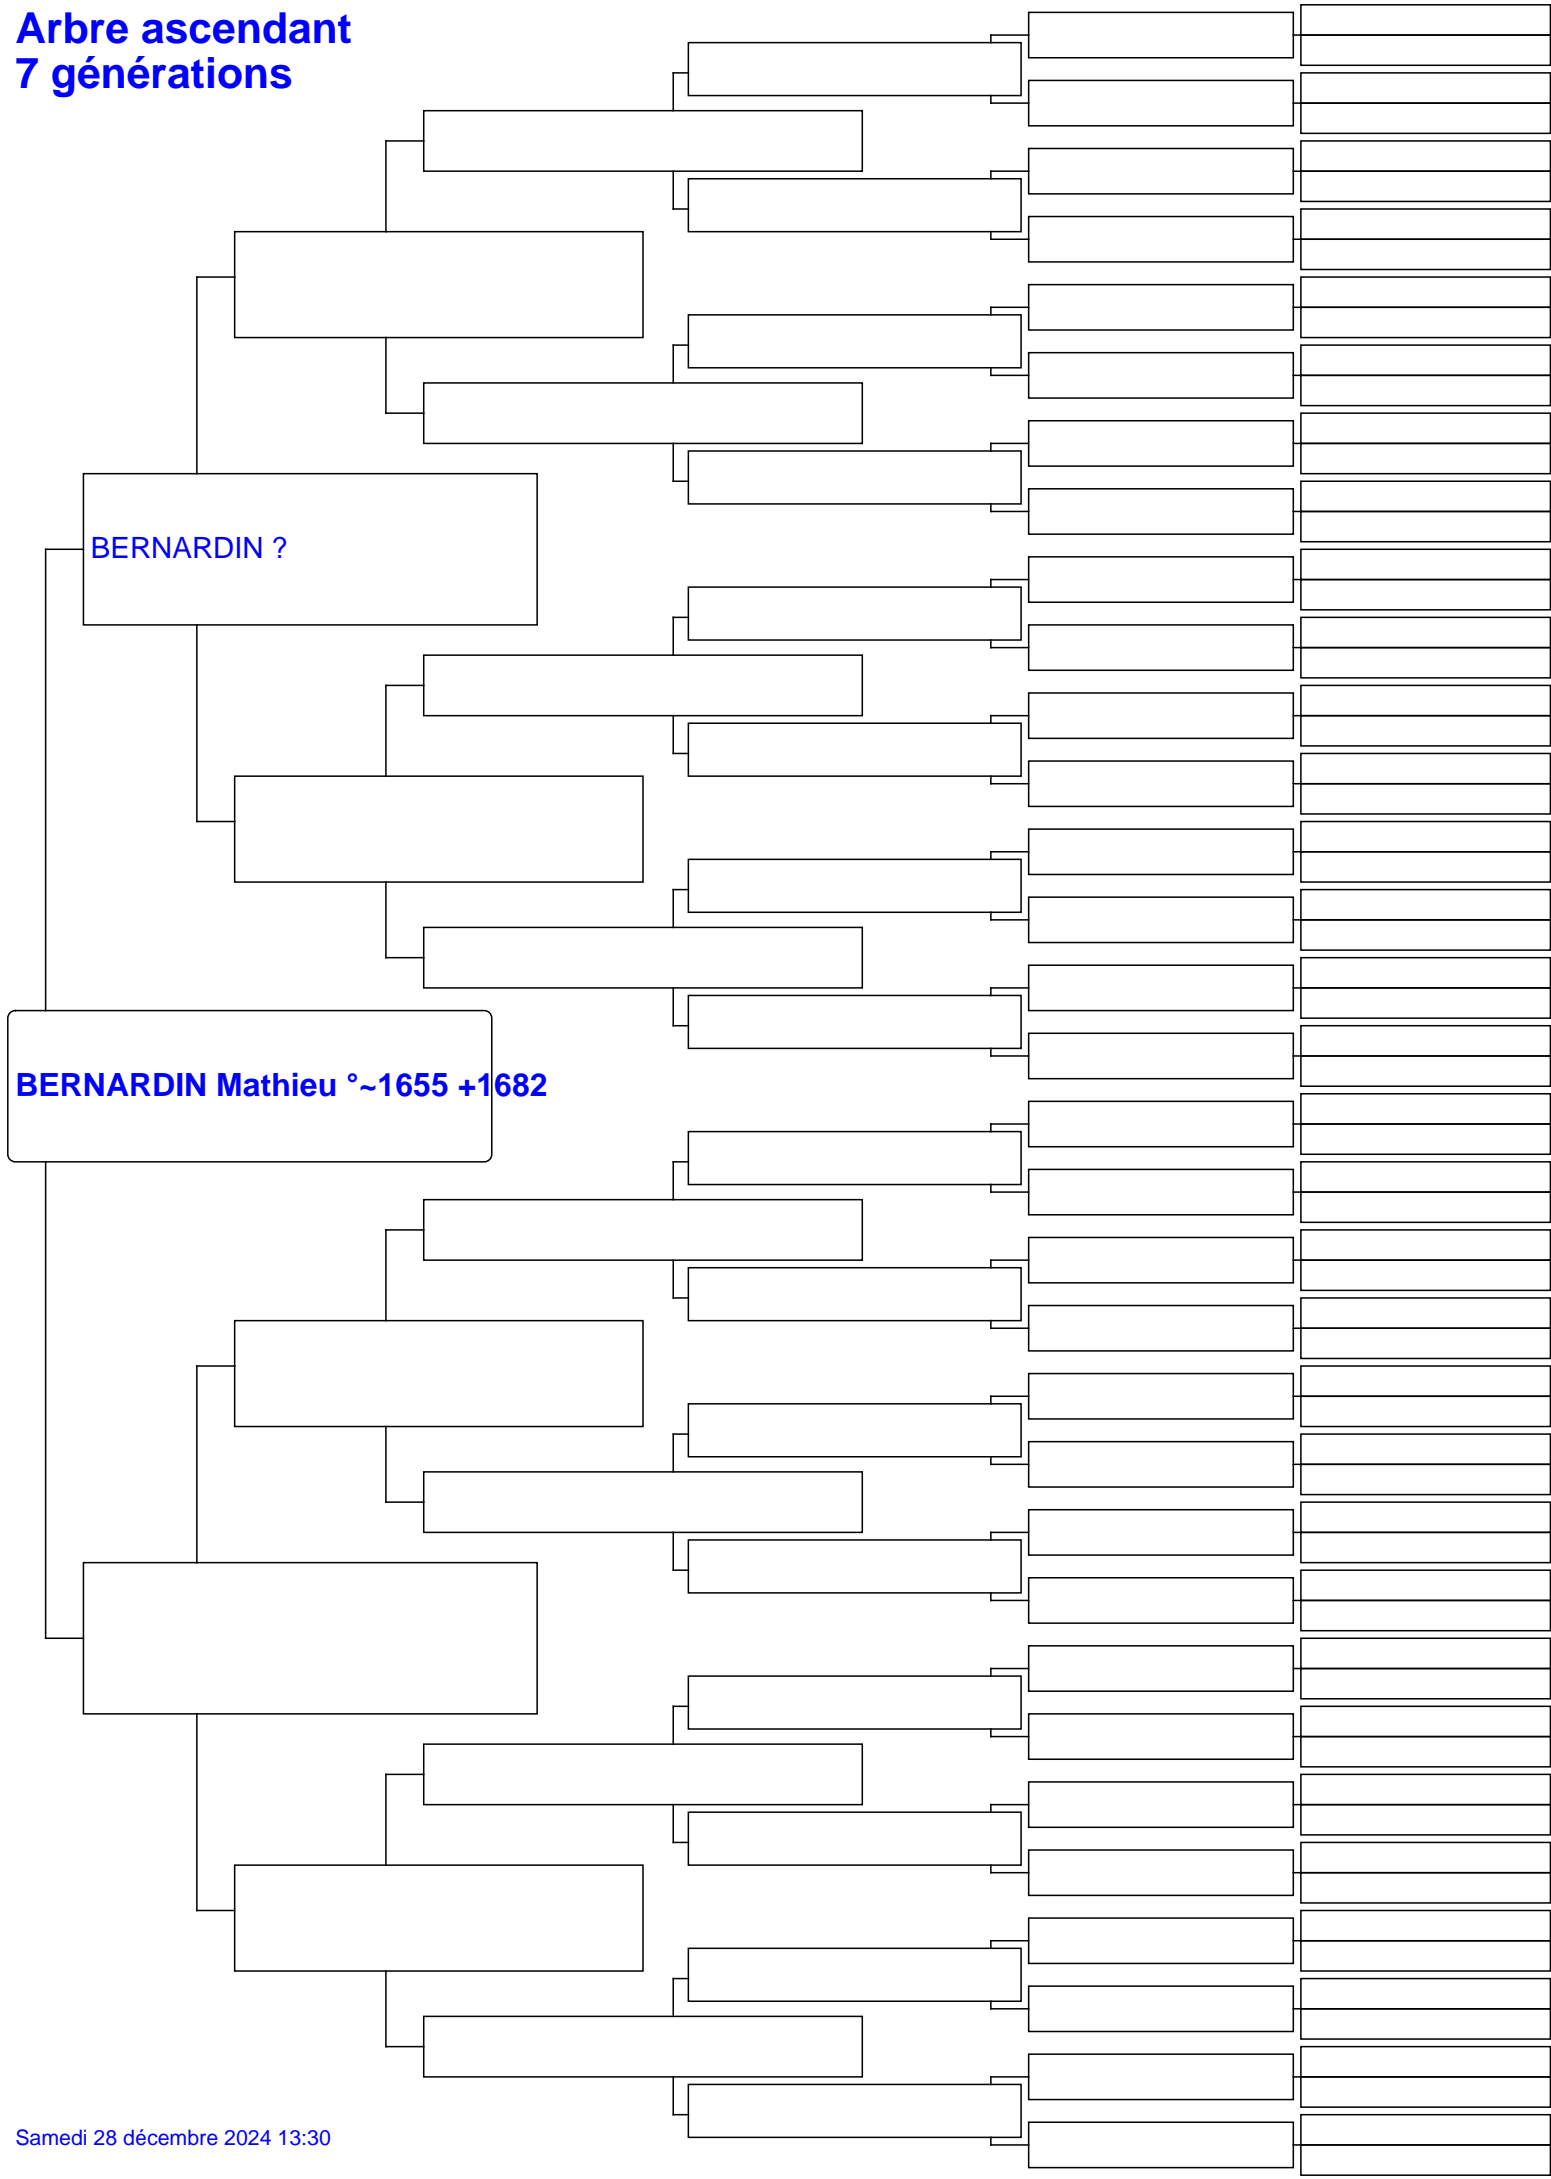 Arbre ascendant
7 générations
BERNARDIN ?
BERNARDIN Mathieu °~1655 +1682
Samedi 28 décembre 2024 13:30